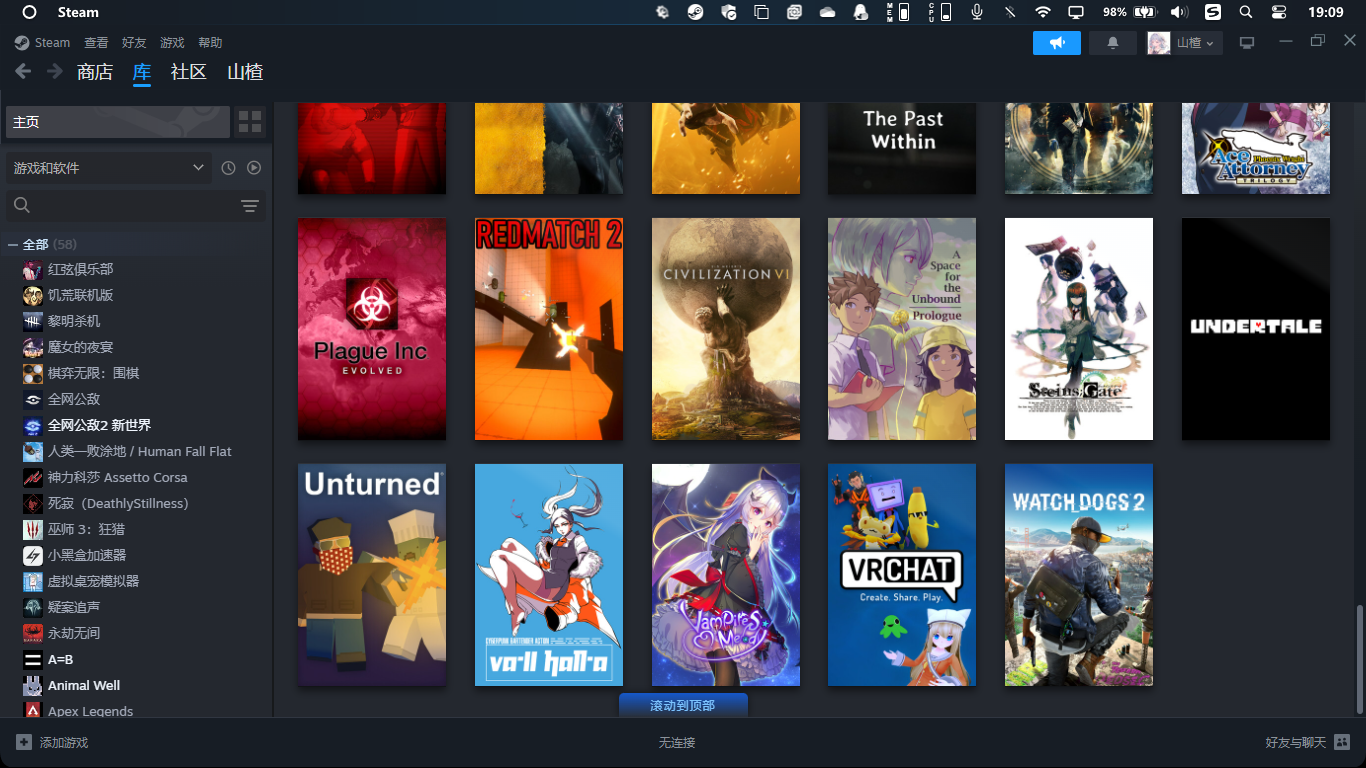 Steam
MEM
CPU
98%
19:09
Steam 查看 好友 游戏 帮助
山楂
商店 库 社区 山楂
主页
游戏和软件
全部 (58)
红弦俱乐部
饥荒联机版
黎明杀机
魔女的夜宴
棋弈无限：围棋
全网公敌
全网公敌2 新世界
人类一败涂地 / Human Fall Flat
神力科莎 Assetto Corsa
死寂（DeathlyStillness）
巫师 3：狂猎
小黑盒加速器
虚拟桌宠模拟器
疑案追声
永劫无间
A=B
Animal Well
Apex Legends
The Past
Within
Phoenix Wright
Ace
Attorney
TRILOGY
Plague Inc
EVOLVED
REDMATCH 2
CIVILIZATION VI
A
Space
for
the
Unbound
Prologue
Steins;Gate
UNDERTALE
Unturned
CYBERPUNK BARTENDER ACTION
VA-11 HALL-A
Vampires'
Melody
VRCHAT
Create. Share. Play.
WATCH_DOGS 2
滚动到顶部
添加游戏
无连接
好友与聊天